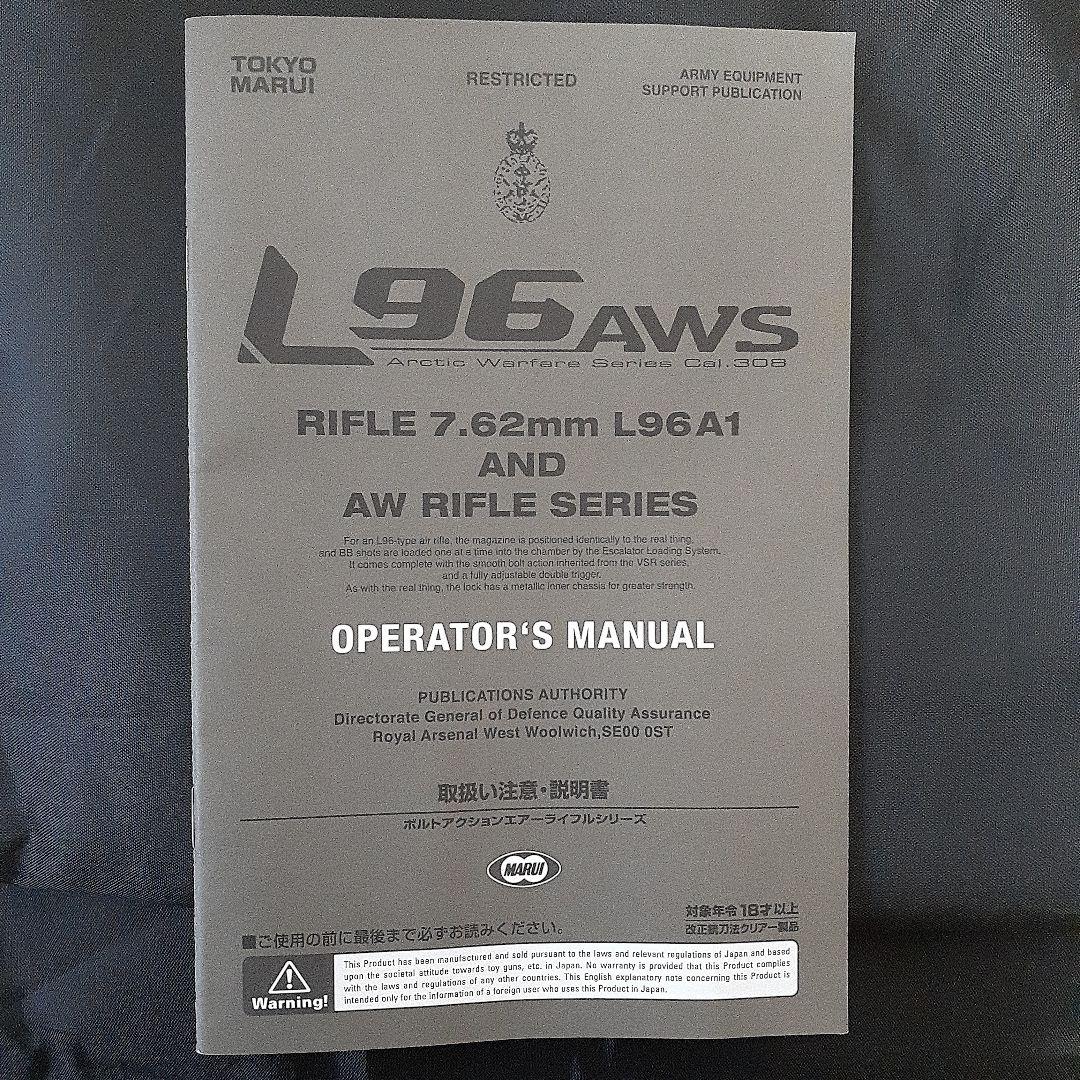 TOKYO
MARUI
RESTRICTED
ARMY EQUIPMENT
SUPPORT PUBLICATION
L96 AWS
Arctic Warfare Series Cal.308
RIFLE 7.62mm L96A1
AND
AW RIFLE SERIES
For an L96-type air rifle, the magazine is positioned identically to the real thing,
and BB shots are loaded one at a time into the chamber by the Escalator Loading System.
It comes complete with the smooth bolt action inherited from the VSR series,
and a fully adjustable double trigger.
As with the real thing, the lock has a metallic inner chassis for greater strength.
OPERATOR‘S MANUAL
PUBLICATIONS AUTHORITY
Directorate General of Defence Quality Assurance
Royal Arsenal West Woolwich,SE00 0ST
取扱い注意・説明書
ボルトアクションエアーライフルシリーズ
MARUI
対象年令18才以上
改正銃刀法クリアー製品
■ご使用の前に最後まで必ずお読みください。
Warning!
This Product has been manufactured and sold pursuant to the laws and relevant regulations of Japan and based
upon the societal attitude towards toy guns, etc. in Japan. No warranty is provided that this Product complies
with the laws and regulations of any other countries. This English explanatory note concerning this Product is
intended only for the information of a foreign user who uses this Product in Japan.